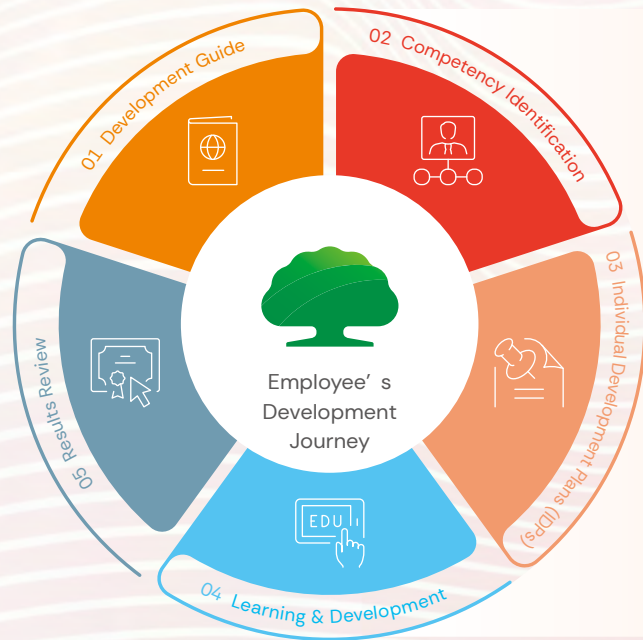 01 Development Guide
02 Competency Identification
03 Individual Development Plans (IDPs)
04 Learning & Development
05 Results Review
EDU
Employee’ s
Development
Journey